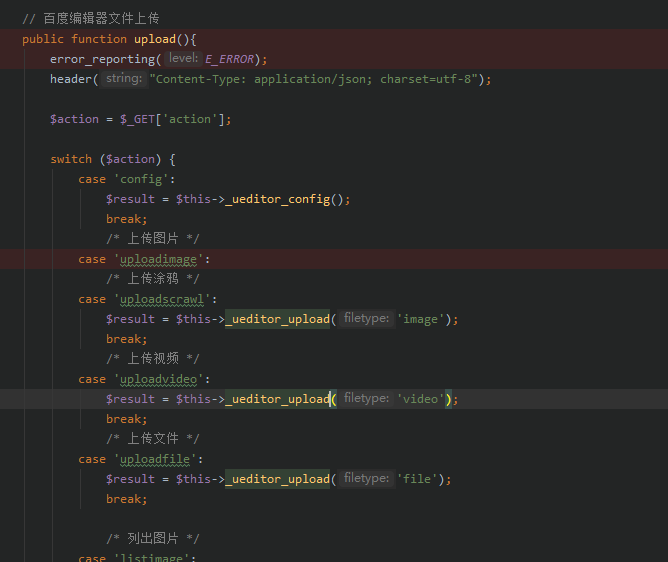 // 百度编辑器文件上传
public function upload(){
error_reporting( level: E_ERROR);
header( string: "Content-Type: application/json; charset=utf-8");
$action = $_GET['action'];
switch ($action) {
case 'config':
$result = $this->_ueditor_config();
break;
/* 上传图片 */
case 'uploadimage':
/* 上传涂鸦 */
case 'uploadscrawl':
$result = $this->_ueditor_upload( filetype: 'image');
break;
/* 上传视频 */
case 'uploadvideo':
$result = $this->_ueditor_upload( filetype: 'video');
break;
/* 上传文件 */
case 'uploadfile':
$result = $this->_ueditor_upload( filetype: 'file');
break;
/* 列出图片 */
case 'listimage':